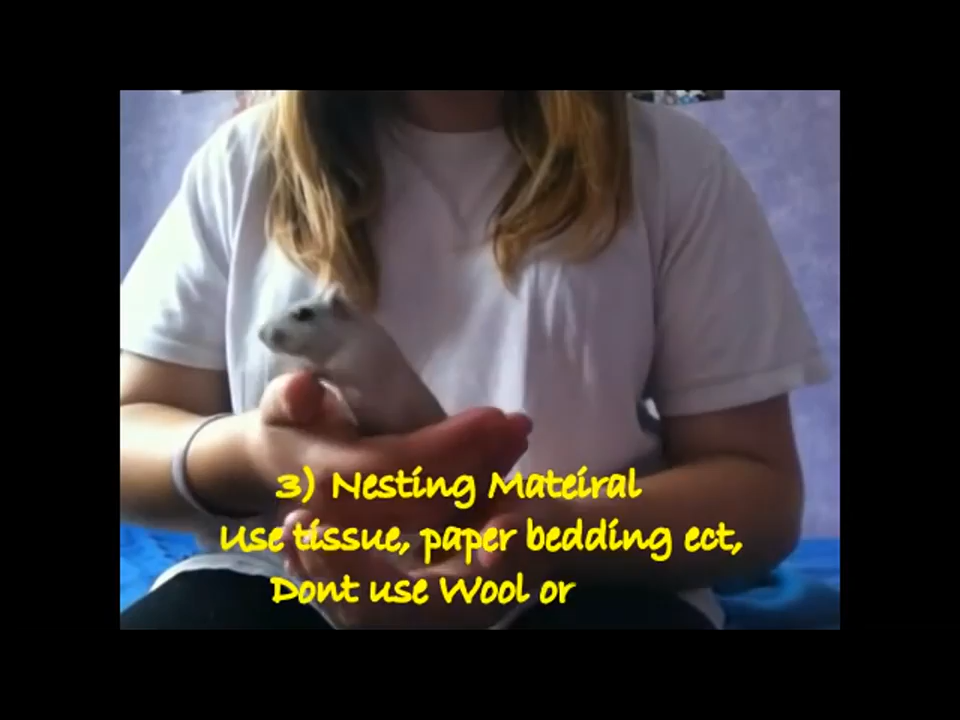 3) Nesting Mateiral
Use tissue, paper bedding ect,
Dont use Wool or